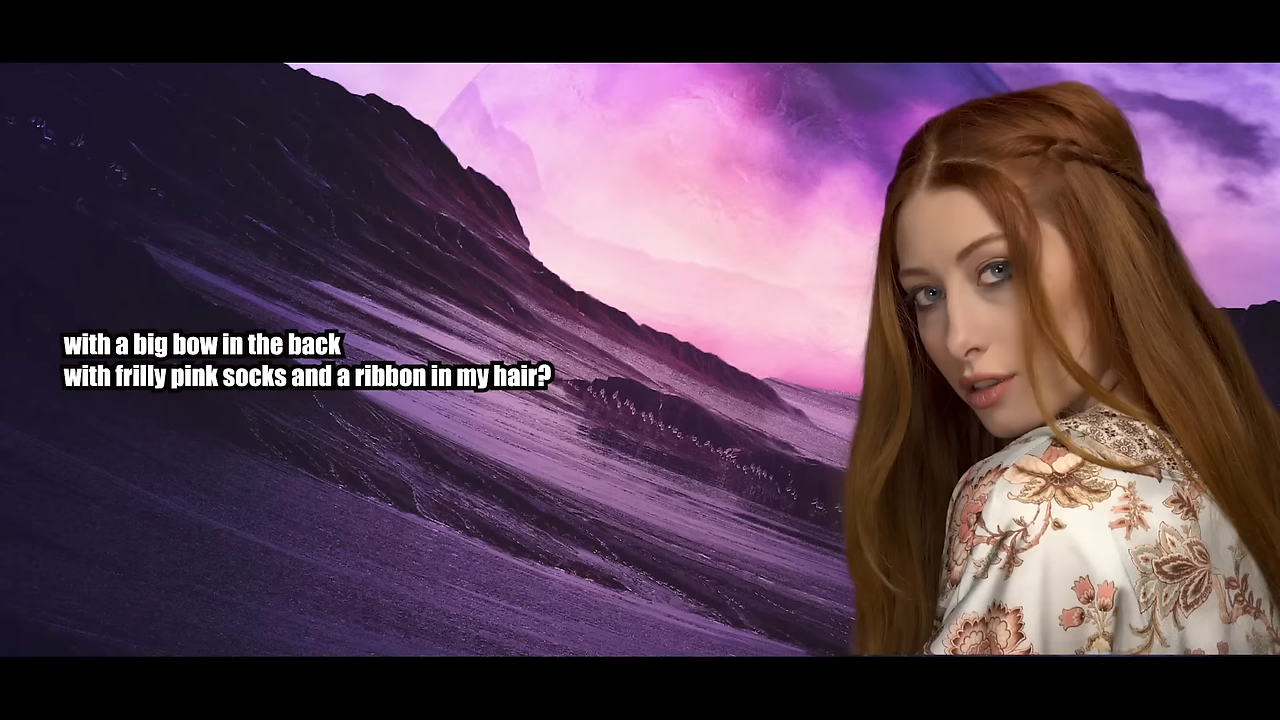 with a big bow in the back
with frilly pink socks and a ribbon in my hair?